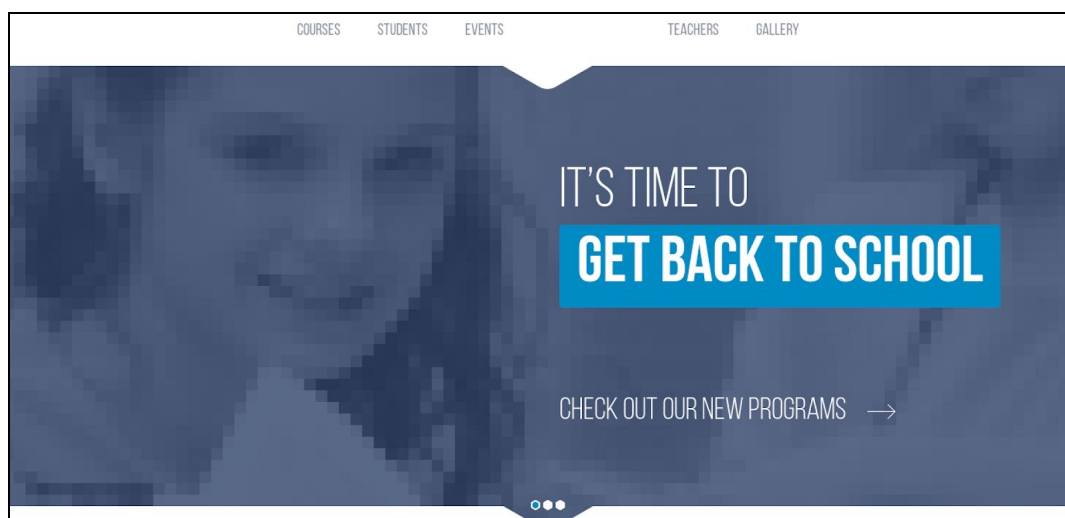 COURSES STUDENTS EVENTS TEACHERS GALLERY
IT'S TIME TO
GET BACK TO SCHOOL
CHECK OUT OUR NEW PROGRAMS